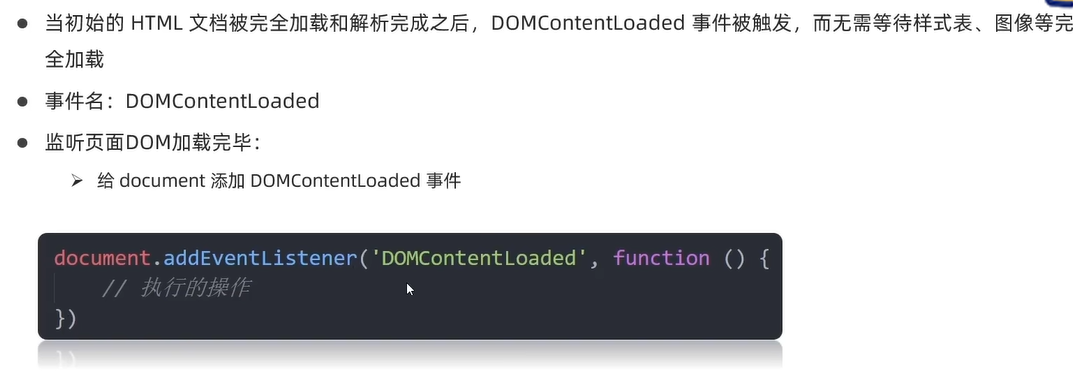 当初始的 HTML 文档被完全加载和解析完成之后，DOMContentLoaded 事件被触发，而无需等待样式表、图像等完
全加载
事件名：DOMContentLoaded
监听页面DOM加载完毕：
给 document 添加 DOMContentLoaded 事件
document.addEventListener('DOMContentLoaded', function () {
// 执行的操作
})